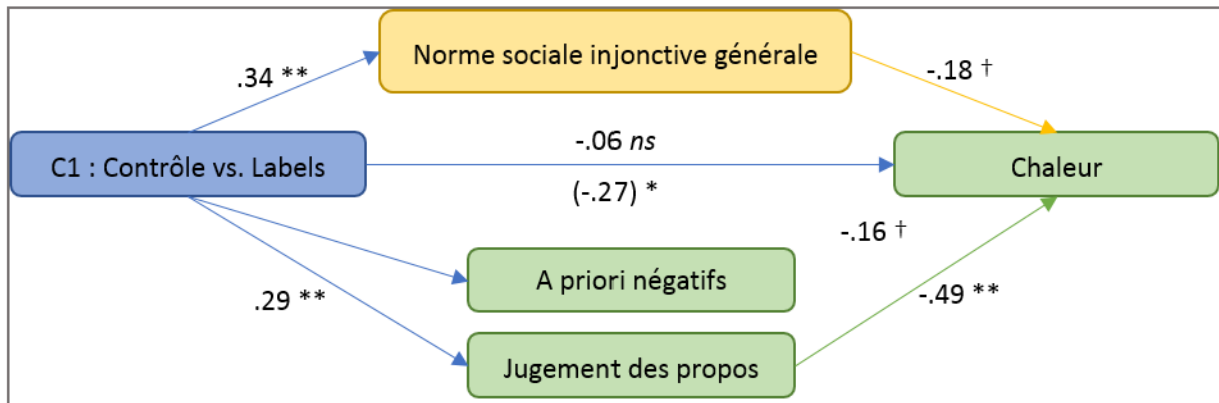 Norme sociale injonctive générale
.34 **
-.18 †
-.06 ns
C1 : Contrôle vs. Labels
Chaleur
(-.27) *
-.16 †
A priori négatifs
.29 **
-.49 **
Jugement des propos